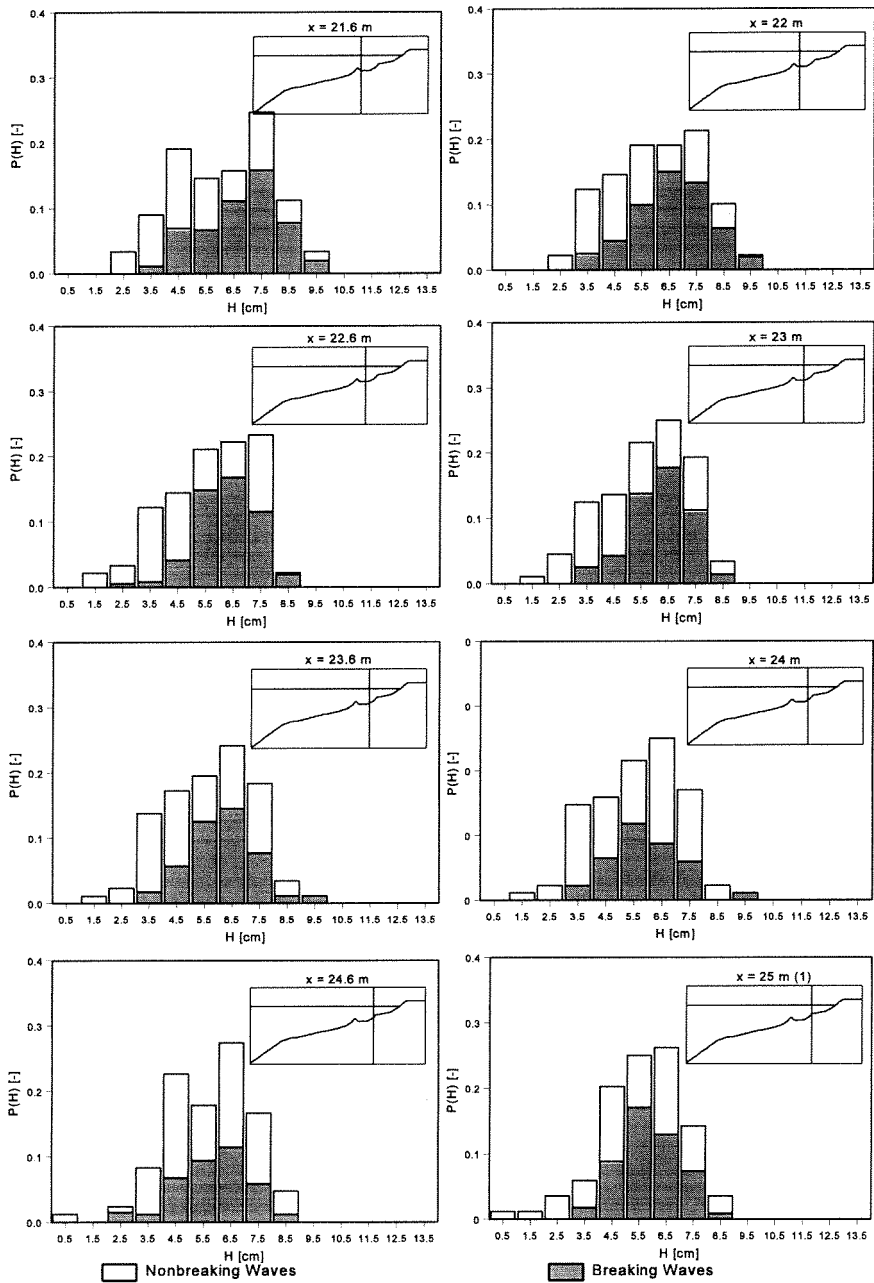 x = 21.6 m
0.4
0.3
0.2
0.1
0.0
P(H) [-]
0.5 1.5 2.5 3.5 4.5 5.5 6.5 7.5 8.5 9.5 10.5 11.5 12.5 13.5
H [cm]
x = 22 m
0.4
0.3
0.2
0.1
0.0
P(H) [-]
0.5 1.5 2.5 3.5 4.5 5.5 6.5 7.5 8.5 9.5 10.5 11.5 12.5 13.5
H [cm]
x = 22.6 m
0.4
0.3
0.2
0.1
0.0
P(H) [-]
0.5 1.5 2.5 3.5 4.5 5.5 6.5 7.5 8.5 9.5 10.5 11.5 12.5 13.5
H [cm]
x = 23 m
0.4
0.3
0.2
0.1
0.0
P(H) [-]
0.5 1.5 2.5 3.5 4.5 5.5 6.5 7.5 8.5 9.5 10.5 11.5 12.5 13.5
H [cm]
x = 23.6 m
0.4
0.3
0.2
0.1
0.0
P(H) [-]
0.5 1.5 2.5 3.5 4.5 5.5 6.5 7.5 8.5 9.5 10.5 11.5 12.5 13.5
H [cm]
x = 24 m
0
0
0
0
P(H) [-]
0.5 1.5 2.5 3.5 4.5 5.5 6.5 7.5 8.5 9.5 10.5 11.5 12.5 13.5
H [cm]
x = 24.6 m
0.4
0.3
0.2
0.1
0.0
P(H) [-]
0.5 1.5 2.5 3.5 4.5 5.5 6.5 7.5 8.5 9.5 10.5 11.5 12.5 13.5
H [cm]
x = 25 m (1)
0.4
0.3
0.2
0.1
0.0
P(H) [-]
0.5 1.5 2.5 3.5 4.5 5.5 6.5 7.5 8.5 9.5 10.5 11.5 12.5 13.5
H [cm]
Nonbreaking Waves
Breaking Waves